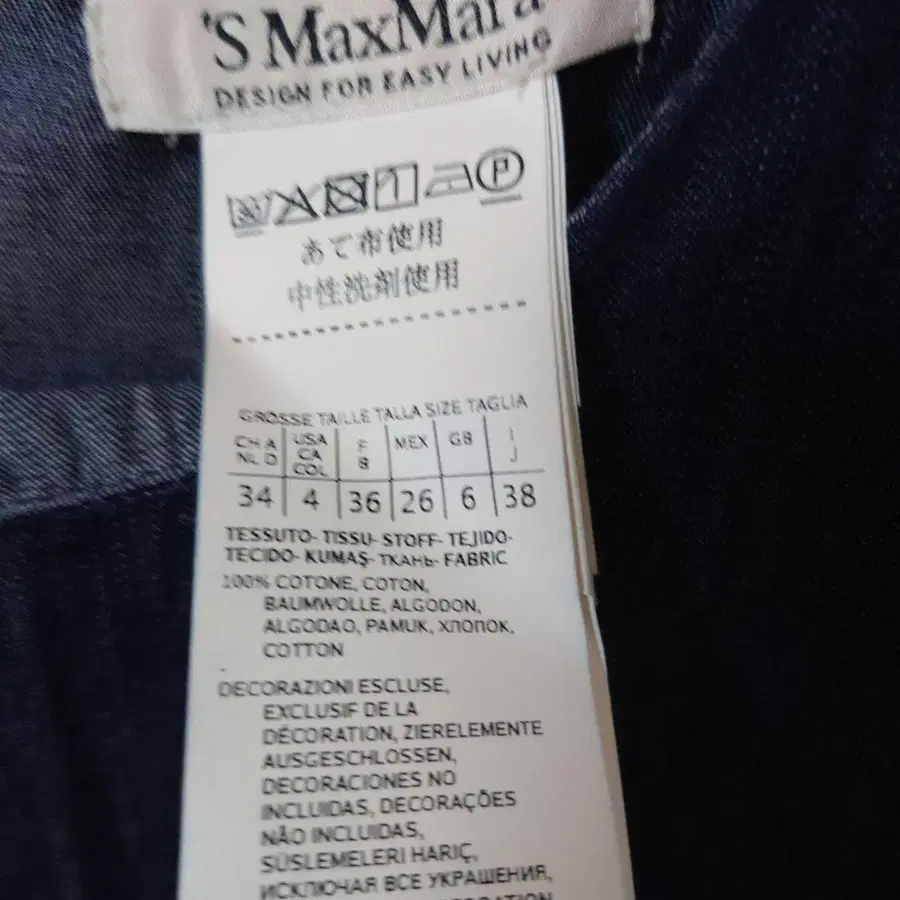 'S MaxMara
DESIGN FOR EASY LIVING
P
あて布使用
中性洗剤使用
GRÖSSE TAILLE TALLA SIZE TAGLIA
CH A NL D USA CA COL F B MEX GB I J
34 4 36 26 6 38
TESSUTO- TISSU- STOFF- TEJIDO-
TECIDO- KUMAŞ- ТКАНЬ- FABRIC
100% COTONE, COTON,
BAUMWOLLE, ALGODON,
ALGODAO, PAMUK, ХЛОПОК,
COTTON
DECORAZIONI ESCLUSE,
EXCLUSIF DE LA
DÉCORATION, ZIERELEMENTE
AUSGESCHLOSSEN,
DECORACIONES NO
INCLUIDAS, DECORAÇÕES
NÃO INCLUIDAS,
SÜSLEMELERI HARIÇ,
ИСКЛЮЧАЯ ВСЕ УКРАШЕНИЯ,